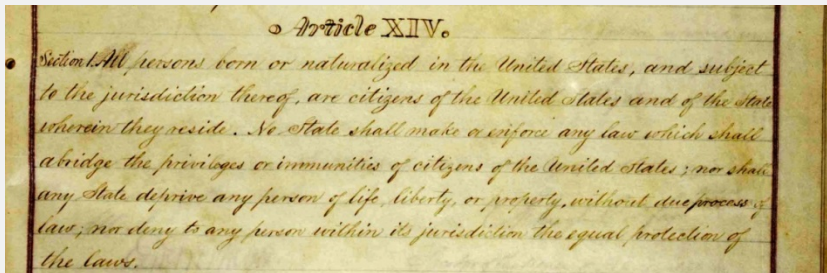 Article XIV.
Section 1. All persons born or naturalized in the United States, and subject
to the jurisdiction thereof, are citizens of the United States and of the State
wherein they reside. No State shall make or enforce any law which shall
abridge the privileges or immunities of citizens of the United States; nor shall
any State deprive any person of life, liberty, or property, without due process of
law; nor deny to any person within its jurisdiction the equal protection of
the laws.